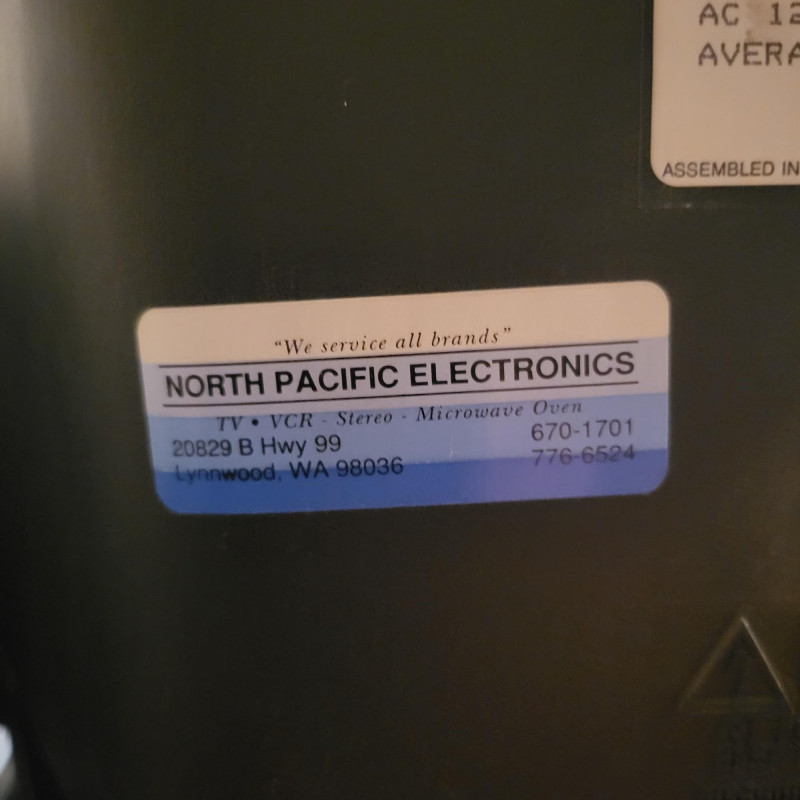 AC 12
AVERA
ASSEMBLED IN
"We service all brands"
NORTH PACIFIC ELECTRONICS
TV • VCR - Stereo - Microwave Oven
20829 B Hwy 99 670-1701
Lynnwood, WA 98036 776-6524